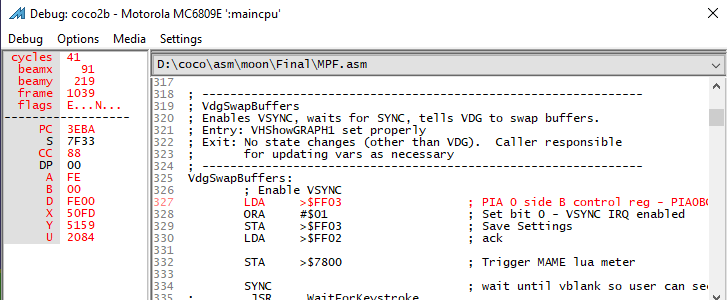 Debug: coco2b - Motorola MC6809E ':maincpu'
Debug Options Media Settings
cycles 41
beamx 91
beamy 219
frame 1039
flags E...N...
PC 3EBA
S 7F33
CC 88
DP 00
A FE
B 00
D FE00
X 50FD
Y 5159
U 2084
D:\coco\asm\moon\Final\MPF.asm
317
318 ; -----------------------------------------------------------
319 ; VdgSwapBuffers
320 ; Enables VSYNC, waits for SYNC, tells VDG to swap buffers.
321 ; Entry: VHShowGRAPH1 set properly
322 ; Exit: No state changes (other than VDG). Caller responsible
323 ; for updating vars as necessary
324 ; -----------------------------------------------------------
325 VdgSwapBuffers:
326 ; Enable VSYNC
327 LDA >$FF03 ; PIA 0 side B control reg - PIA0B
328 ORA #$01 ; Set bit 0 - VSYNC IRQ enabled
329 STA >$FF03 ; Save Settings
330 LDA >$FF02 ; ack
331
332 STA >$7800 ; Trigger MAME lua meter
333
334 SYNC ; wait until vblank so user can se
335 ; JSR WaitForKeystroke